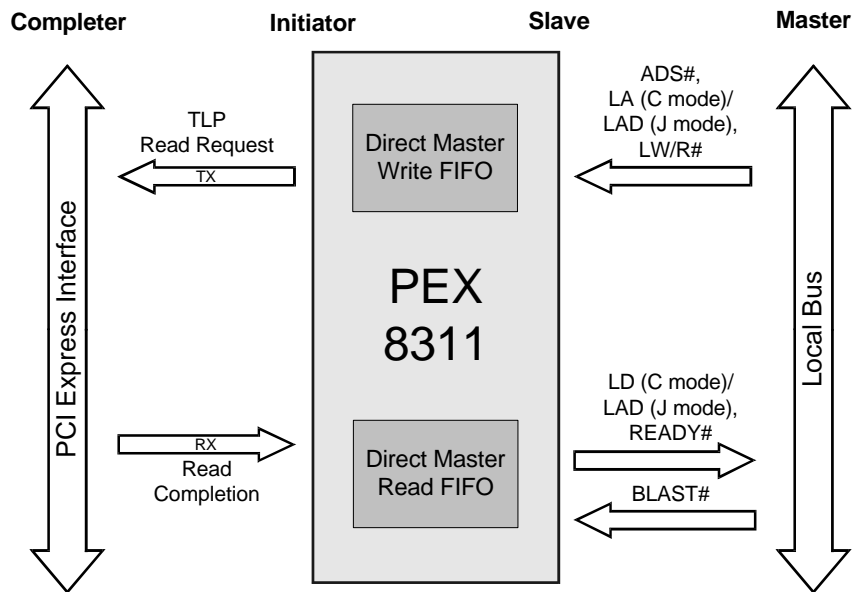 Completer
Initiator
Slave
Master
TLP
Read Request
TX
Direct Master
Write FIFO
ADS#,
LA (C mode)/
LAD (J mode),
LW/R#
PCI Express Interface
PEX
8311
Local Bus
RX
Read
Completion
Direct Master
Read FIFO
LD (C mode)/
LAD (J mode),
READY#
BLAST#